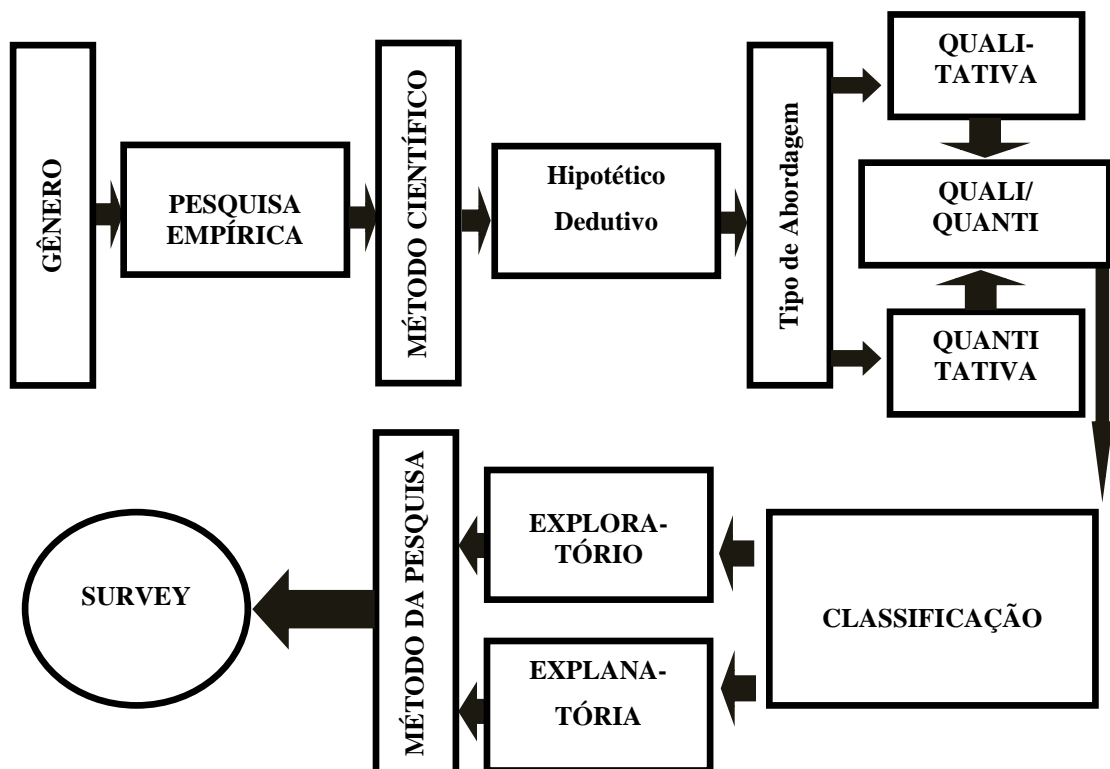 GÊNERO
PESQUISA
EMPÍRICA
MÉTODO CIENTÍFICO
Hipotético
Dedutivo
Tipo de Abordagem
QUALI-
TATIVA
QUALI/
QUANTI
QUANTI
TATIVA
CLASSIFICAÇÃO
EXPLORA-
TÓRIO
EXPLANA-
TÓRIA
MÉTODO DA PESQUISA
SURVEY